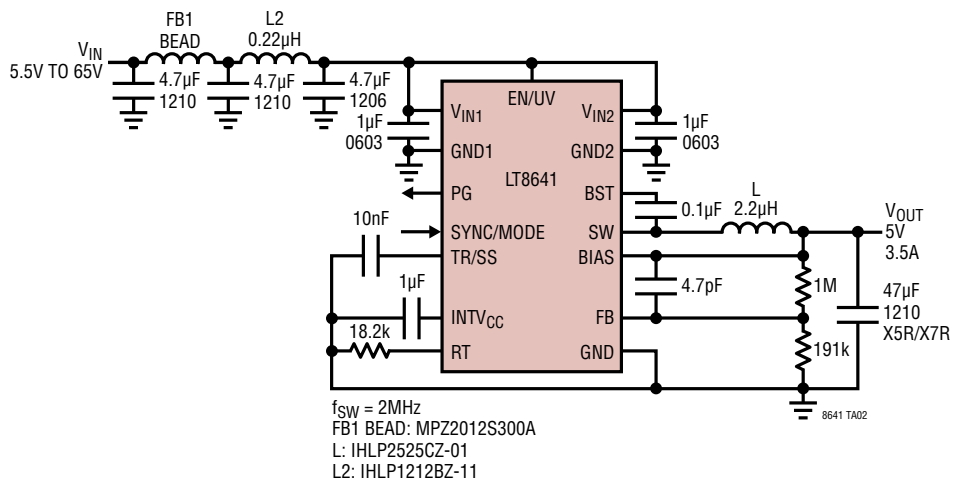 FB1
BEAD
L2
0.22µH
VIN
5.5V TO 65V
4.7µF
1210
4.7µF
1210
4.7µF
1206
1µF
0603
VIN1
EN/UV
VIN2
1µF
0603
GND1
GND2
LT8641
PG
BST
0.1µF
L
2.2µH
VOUT
5V
3.5A
10nF
SYNC/MODE
SW
TR/SS
BIAS
1µF
4.7pF
1M
47µF
1210
X5R/X7R
INTVCC
FB
18.2k
RT
GND
191k
fSW = 2MHz
FB1 BEAD: MPZ2012S300A
L: IHLP2525CZ-01
L2: IHLP1212BZ-11
8641 TA02